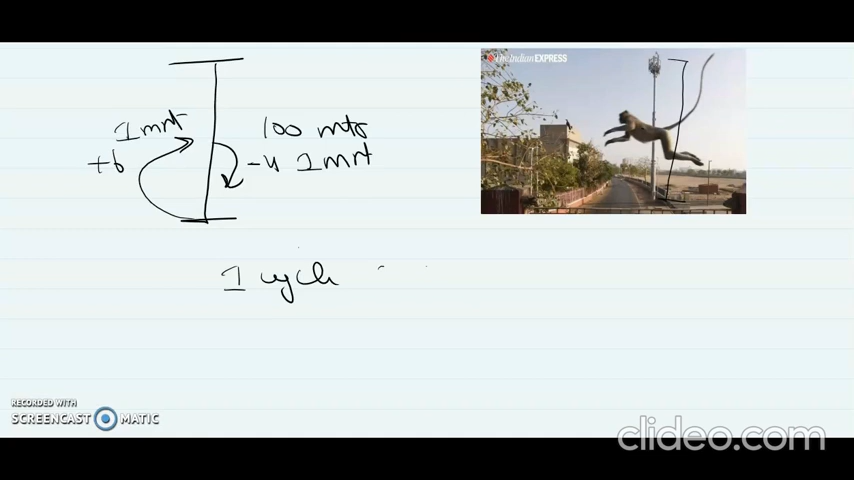 The Indian EXPRESS
1 mnt
100 mts
+6
-4 1 mnt
1 cycle
RECORDED WITH
SCREENCAST MATIC
clideo.com